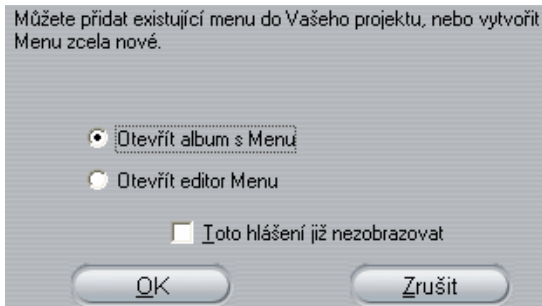 Můžete přidat existující menu do Vašeho projektu, nebo vytvořit
Menu zcela nové.
Otevřít album s Menu
Otevřít editor Menu
Toto hlášení již nezobrazovat
OK
Zrušit